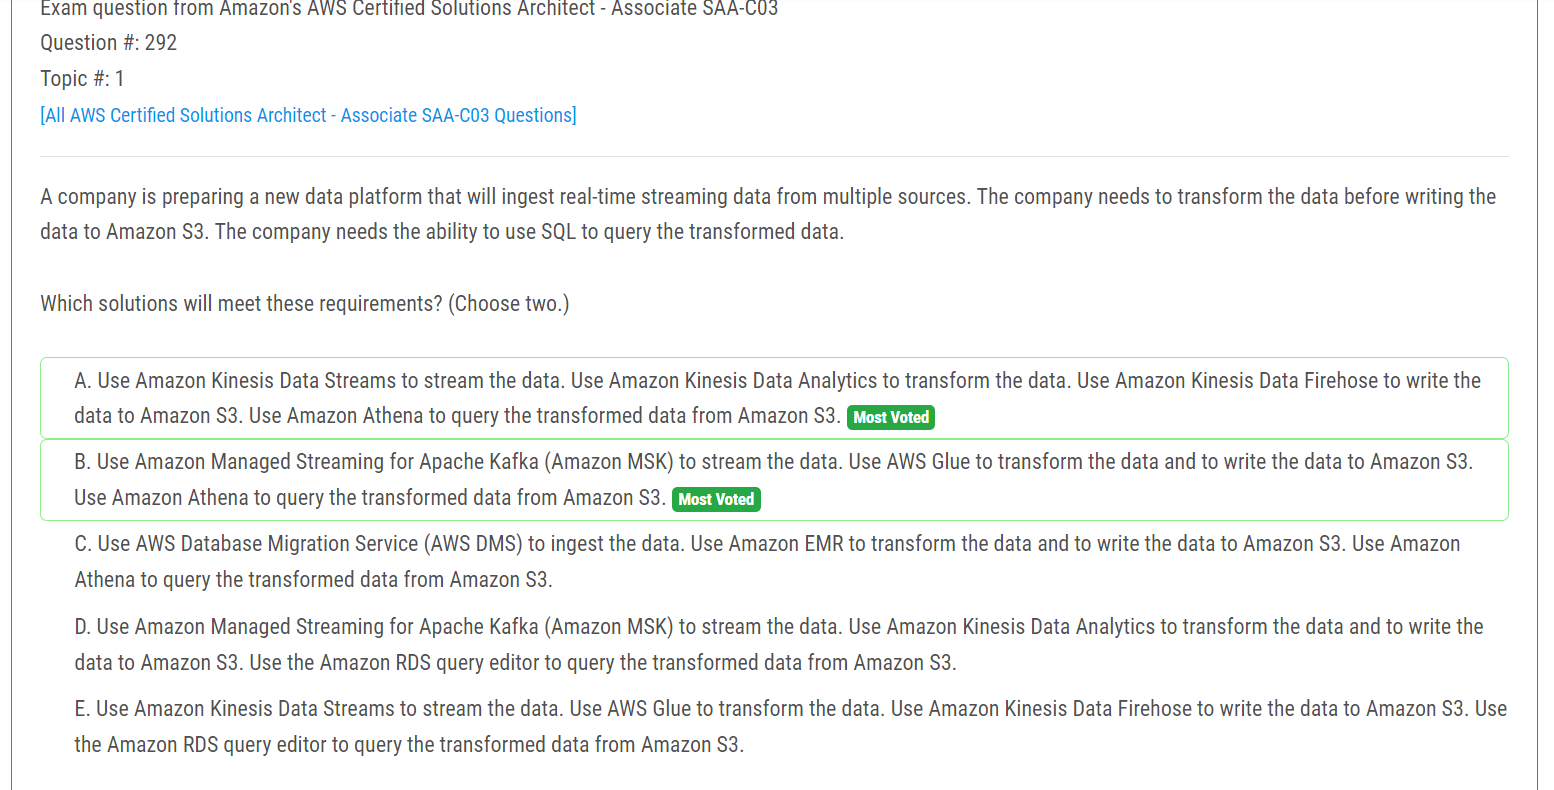 Exam question from Amazon's AWS Certified Solutions Architect - Associate SAA-C03
Question #: 292
Topic #: 1
[All AWS Certified Solutions Architect - Associate SAA-C03 Questions]
A company is preparing a new data platform that will ingest real-time streaming data from multiple sources. The company needs to transform the data before writing the
data to Amazon S3. The company needs the ability to use SQL to query the transformed data.
Which solutions will meet these requirements? (Choose two.)
A. Use Amazon Kinesis Data Streams to stream the data. Use Amazon Kinesis Data Analytics to transform the data. Use Amazon Kinesis Data Firehose to write the
data to Amazon S3. Use Amazon Athena to query the transformed data from Amazon S3. Most Voted
B. Use Amazon Managed Streaming for Apache Kafka (Amazon MSK) to stream the data. Use AWS Glue to transform the data and to write the data to Amazon S3.
Use Amazon Athena to query the transformed data from Amazon S3. Most Voted
C. Use AWS Database Migration Service (AWS DMS) to ingest the data. Use Amazon EMR to transform the data and to write the data to Amazon S3. Use Amazon
Athena to query the transformed data from Amazon S3.
D. Use Amazon Managed Streaming for Apache Kafka (Amazon MSK) to stream the data. Use Amazon Kinesis Data Analytics to transform the data and to write the
data to Amazon S3. Use the Amazon RDS query editor to query the transformed data from Amazon S3.
E. Use Amazon Kinesis Data Streams to stream the data. Use AWS Glue to transform the data. Use Amazon Kinesis Data Firehose to write the data to Amazon S3. Use
the Amazon RDS query editor to query the transformed data from Amazon S3.